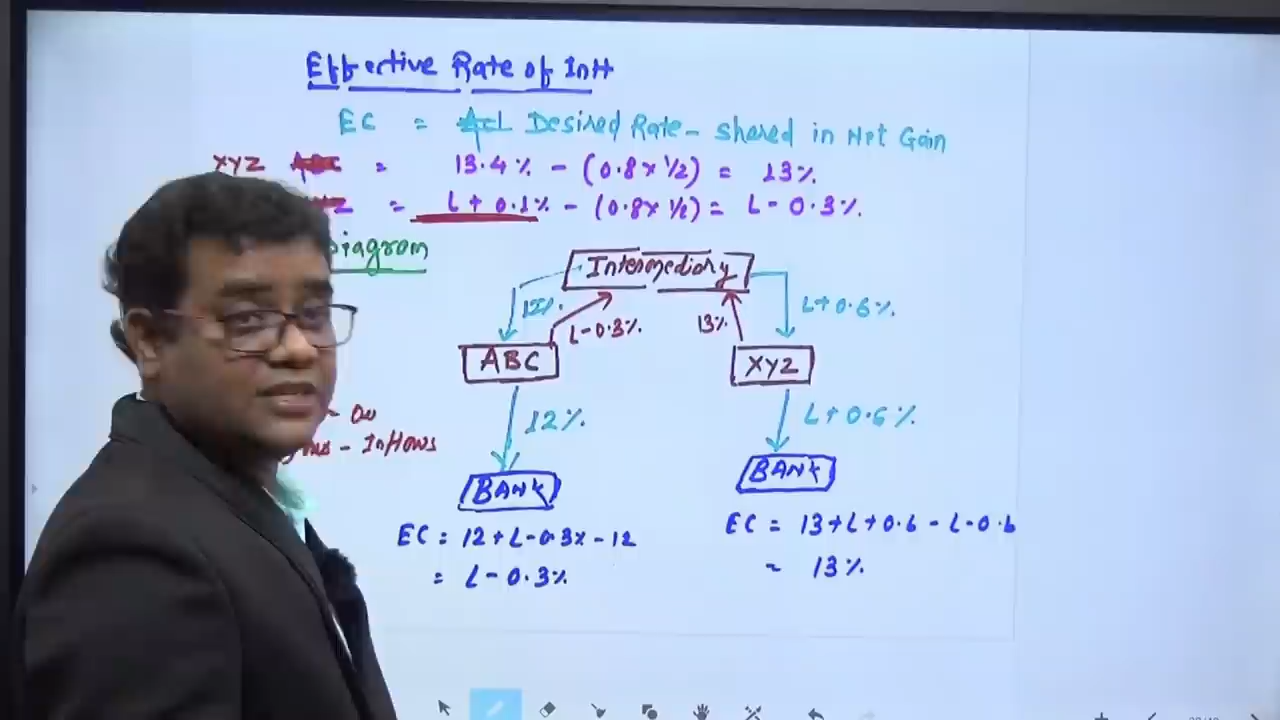 Effective Rate of Intt
EC = Desired Rate - shared in Net Gain
XYZ = 13.4% - (0.8x 1/2) = 13%
= L + 0.1% - (0.8x 1/2) = L - 0.3%
Diagram
Intermediary
12%
L-0.3%
13%
L+0.6%
ABC
XYZ
12%
L+0.6%
- Inflows
BANK
BANK
EC = 12+L-0.3%-12
= L-0.3%
EC = 13+L+0.6-L-0.6
= 13%